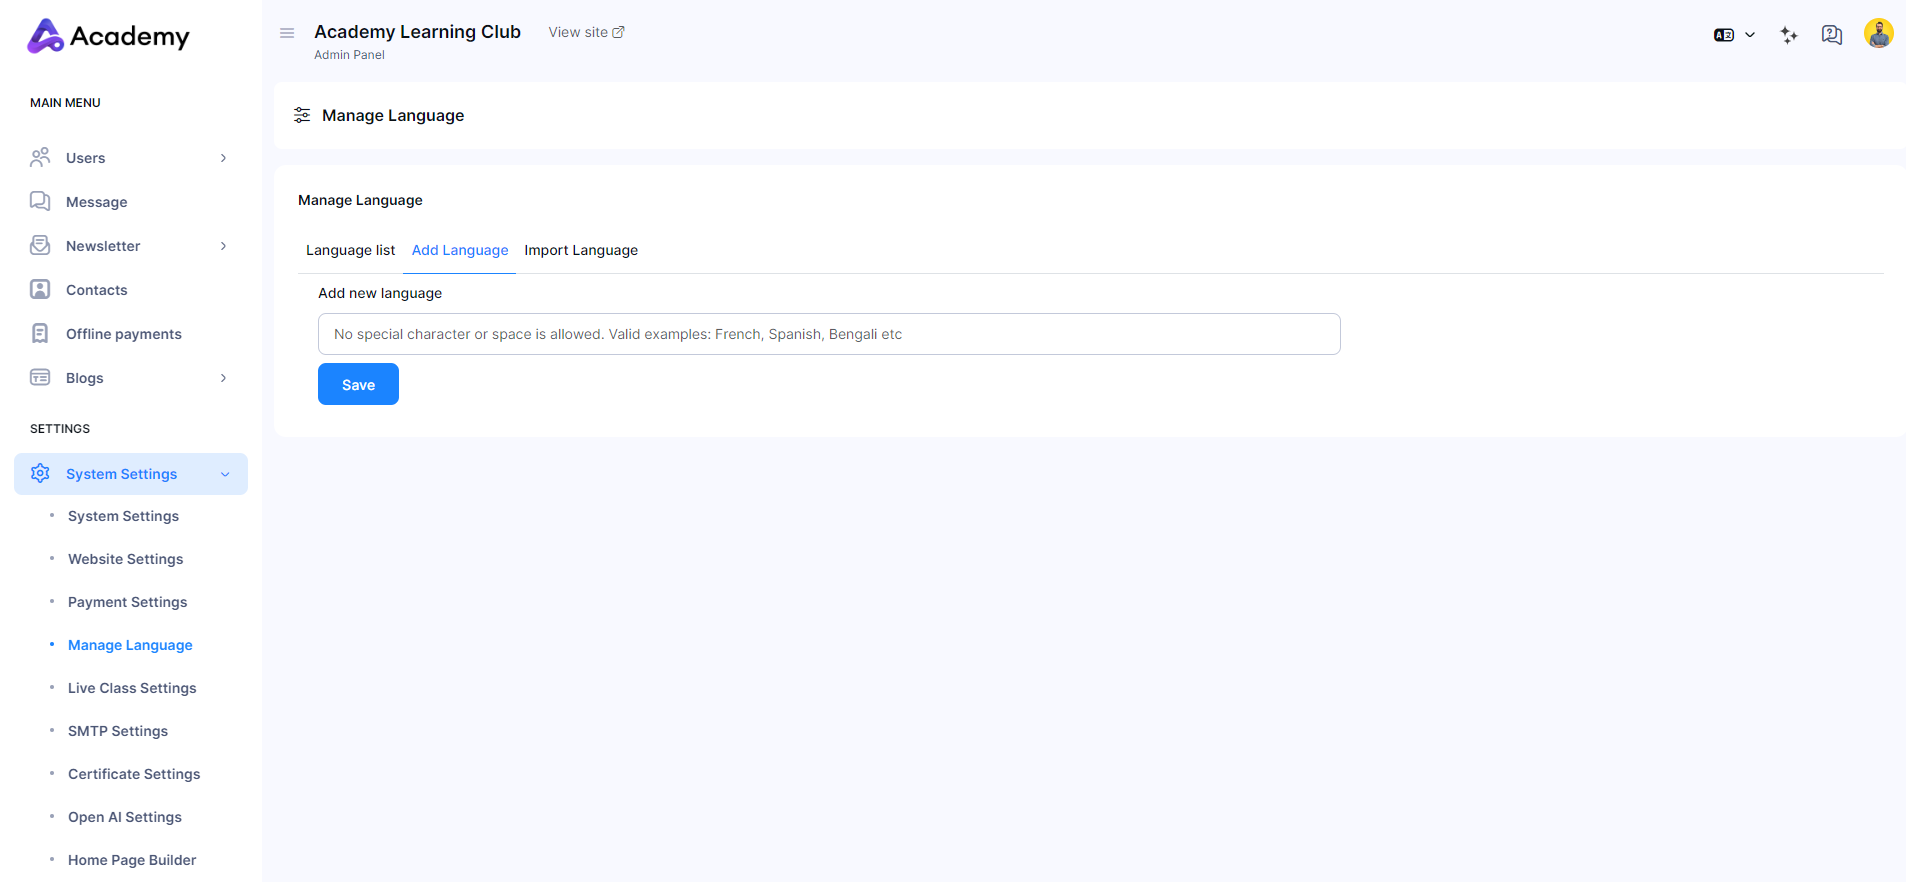 Academy
MAIN MENU
Users
Message
Newsletter
Contacts
Offline payments
Blogs
SETTINGS
System Settings
System Settings
Website Settings
Payment Settings
Manage Language
Live Class Settings
SMTP Settings
Certificate Settings
Open AI Settings
Home Page Builder
Academy Learning Club View site
Admin Panel
Manage Language
Manage Language
Language list Add Language Import Language
Add new language
No special character or space is allowed. Valid examples: French, Spanish, Bengali etc
Save